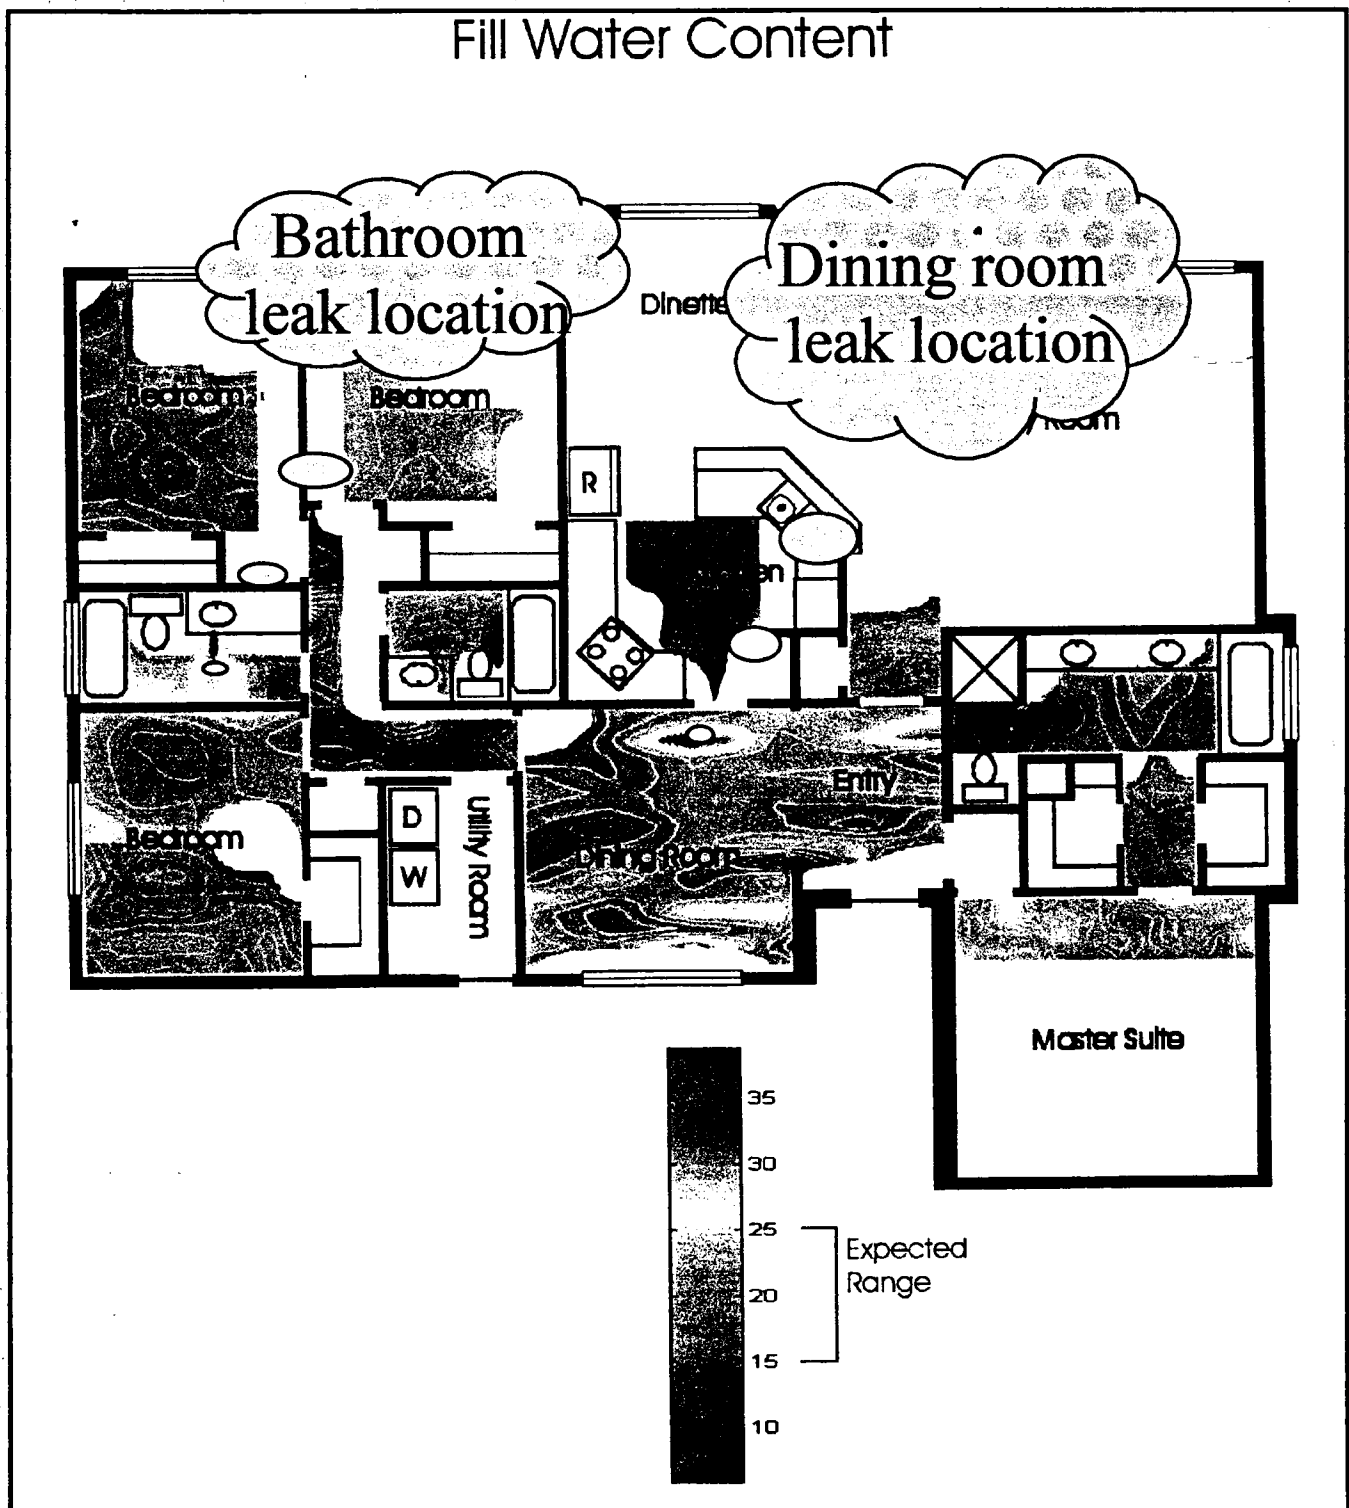 Fill Water Content
Bathroom
leak location
Dining room
leak location
Dinette
Room
Bedroom
Bedroom
R
Entry
Bedroom
D
W
Utility Room
Dining Room
Master Suite
35
30
25
20
15
10
Expected
Range